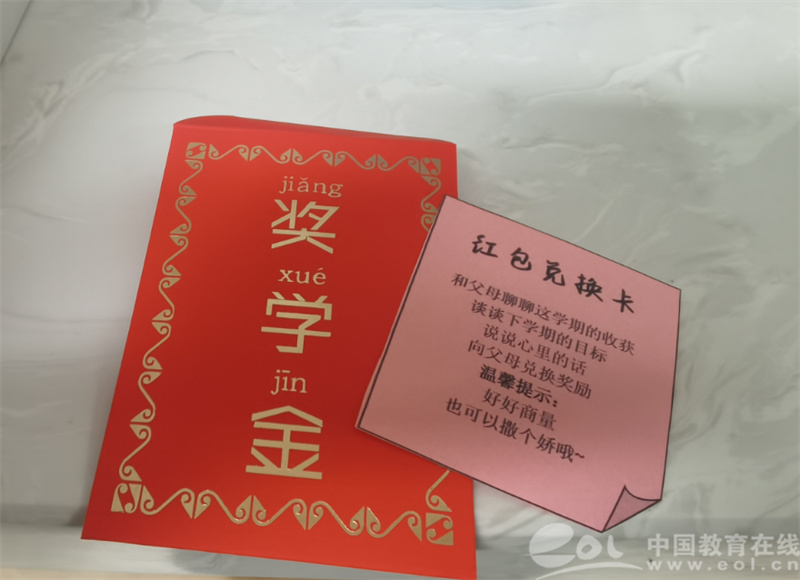 jiǎng
奖
xué
学
jīn
金
红包兑换卡
和父母聊聊这学期的收获
谈谈下学期的目标
说说心里的话
向父母兑换奖励
温馨提示：
好好商量
也可以撒个娇哦~
eol 中国教育在线
www.eol.cn